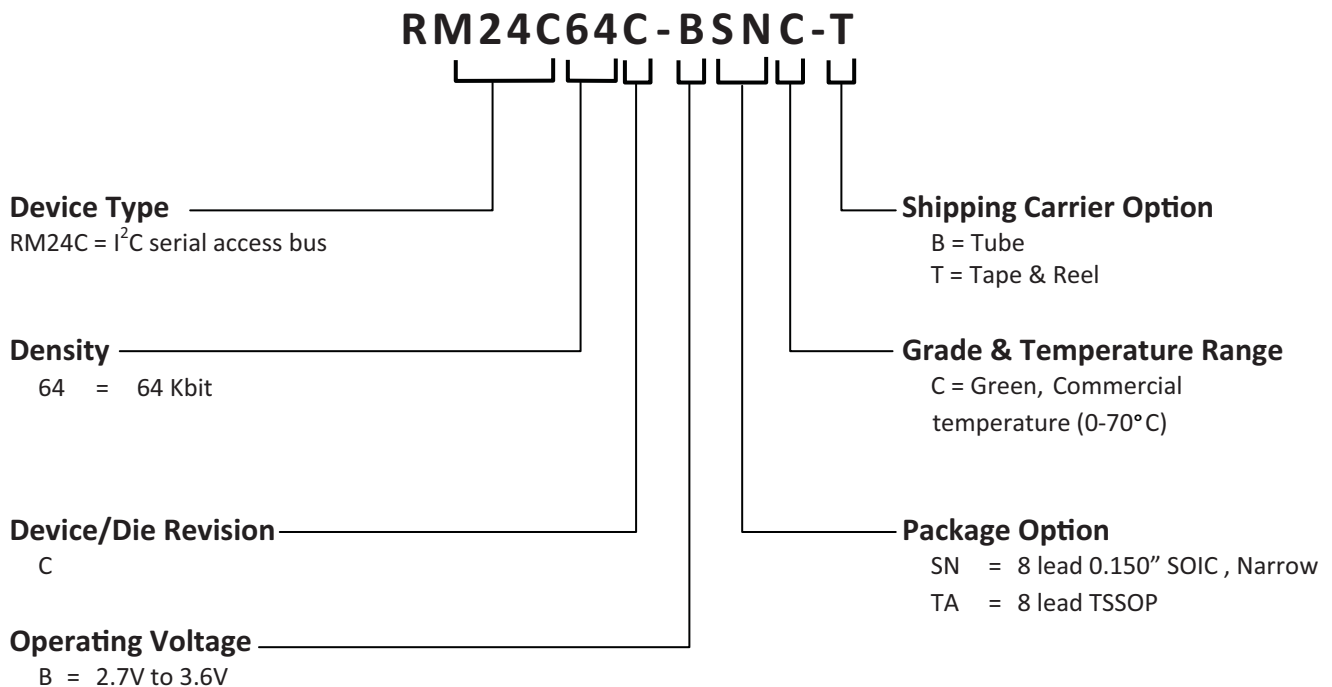 RM24C64C-BSNC-T
Device Type
RM24C = I²C serial access bus
Density
64 = 64 Kbit
Device/Die Revision
C
Operating Voltage
B = 2.7V to 3.6V
Shipping Carrier Option
B = Tube
T = Tape & Reel
Grade & Temperature Range
C = Green, Commercial
temperature (0-70°C)
Package Option
SN = 8 lead 0.150” SOIC , Narrow
TA = 8 lead TSSOP